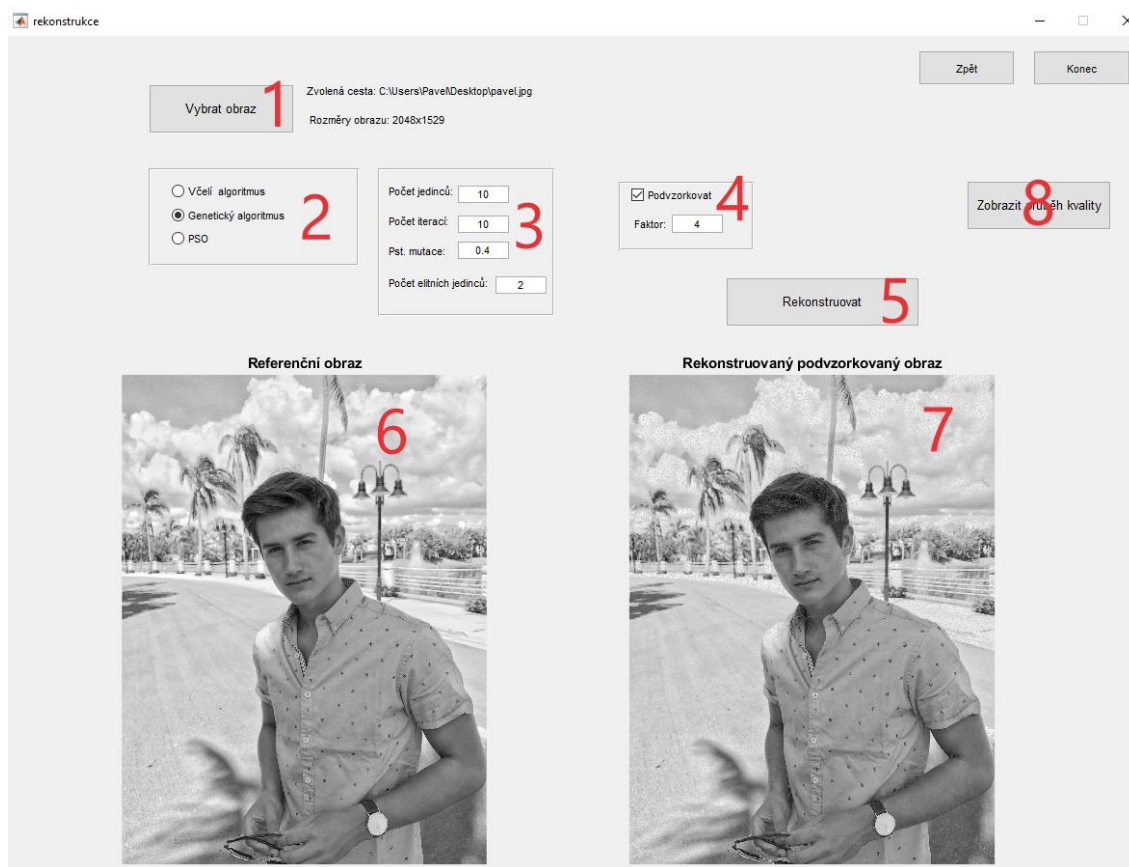 rekonstrukce
Zpět
Konec
Vybrat obraz
1
Zvolená cesta: C:\Users\Pavel\Desktop\pavel.jpg
Rozměry obrazu: 2048x1529
Včelí algoritmus
Genetický algoritmus
PSO
2
Počet jedinců: 10
Počet iterací: 10
Pst. mutace: 0.4
Počet elitních jedinců: 2
3
Podvzorkovat
Faktor: 4
4
Zobrazit průběh kvality
8
Rekonstruovat
5
Referenční obraz
Rekonstruovaný podvzorkovaný obraz
6
7